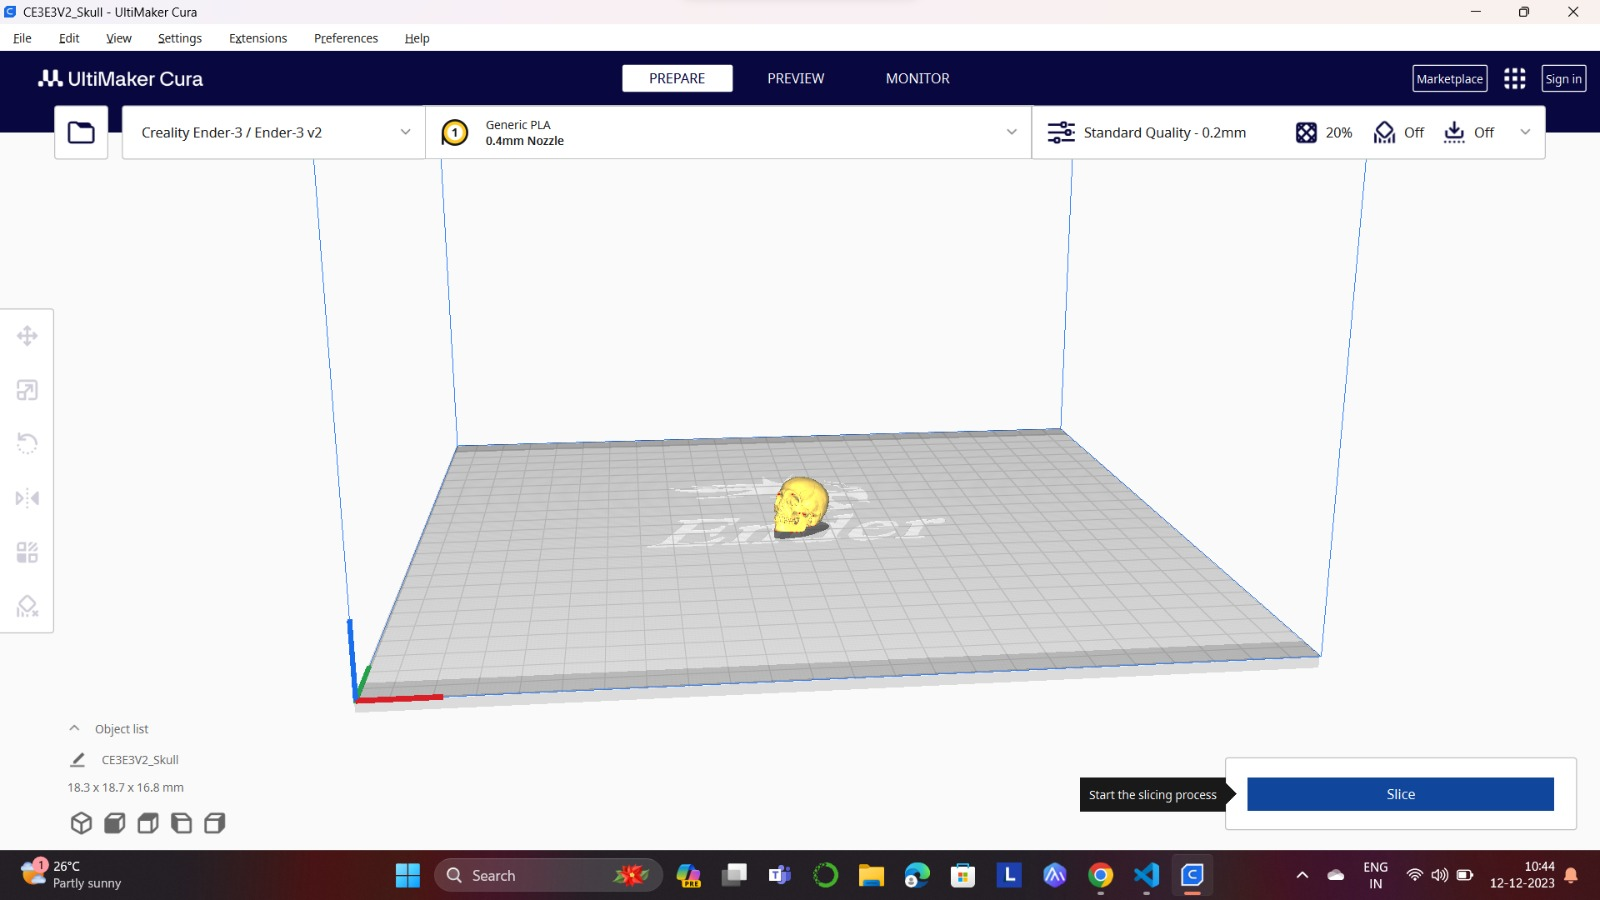 CE3E3V2_Skull - UltiMaker Cura
File Edit View Settings Extensions Preferences Help
UltiMaker Cura
PREPARE PREVIEW MONITOR
Marketplace
Sign in
Creality Ender-3 / Ender-3 v2
1
Generic PLA
0.4mm Nozzle
Standard Quality - 0.2mm
20%
Off
Off
Ender
Object list
CE3E3V2_Skull
18.3 x 18.7 x 16.8 mm
Start the slicing process
Slice
1
26°C
Partly sunny
Search
PRE
T
L
C
ENG
IN
10:44
12-12-2023